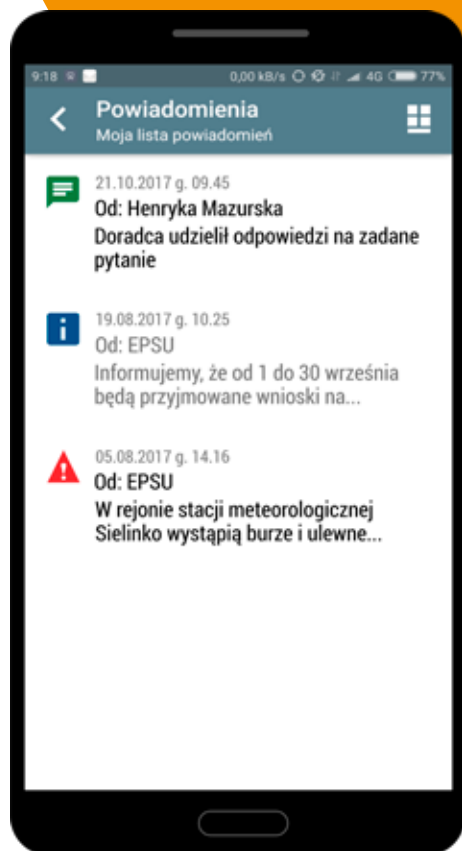 9:18 0,00 kB/s 4G 77%
Powiadomienia
Moja lista powiadomień
21.10.2017 g. 09.45
Od: Henryka Mazurska
Doradca udzielił odpowiedzi na zadane
pytanie
19.08.2017 g. 10.25
Od: EPSU
Informujemy, że od 1 do 30 września
będą przyjmowane wnioski na...
05.08.2017 g. 14.16
Od: EPSU
W rejonie stacji meteorologicznej
Sielinko wystąpią burze i ulewne...